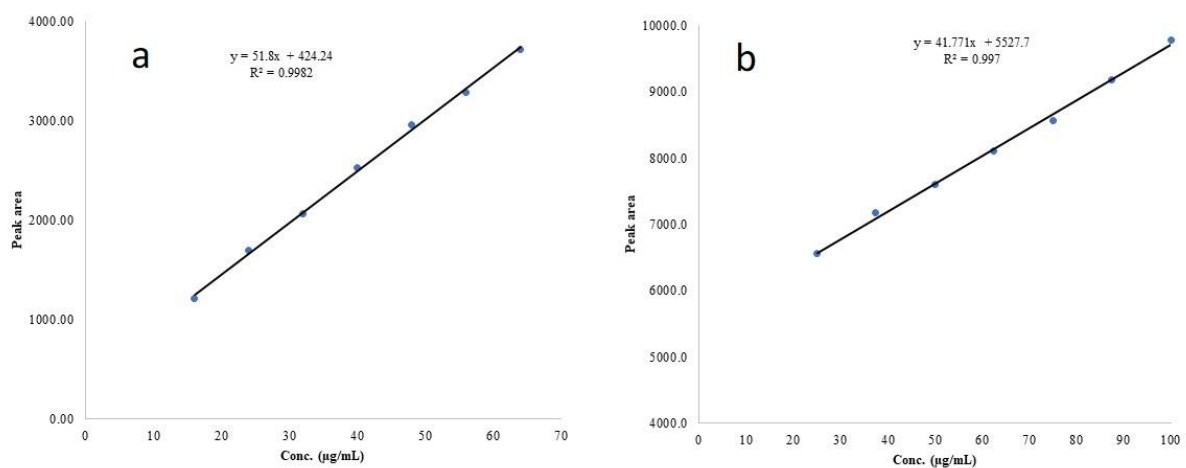 a
y = 51.8x + 424.24
R² = 0.9982
4000.00
3000.00
2000.00
1000.00
0.00
Peak area
0 10 20 30 40 50 60 70
Conc. (µg/mL)
b
y = 41.771x + 5527.7
R² = 0.997
10000.0
9000.0
8000.0
7000.0
6000.0
5000.0
4000.0
Peak area
0 10 20 30 40 50 60 70 80 90 100
Conc. (µg/mL)